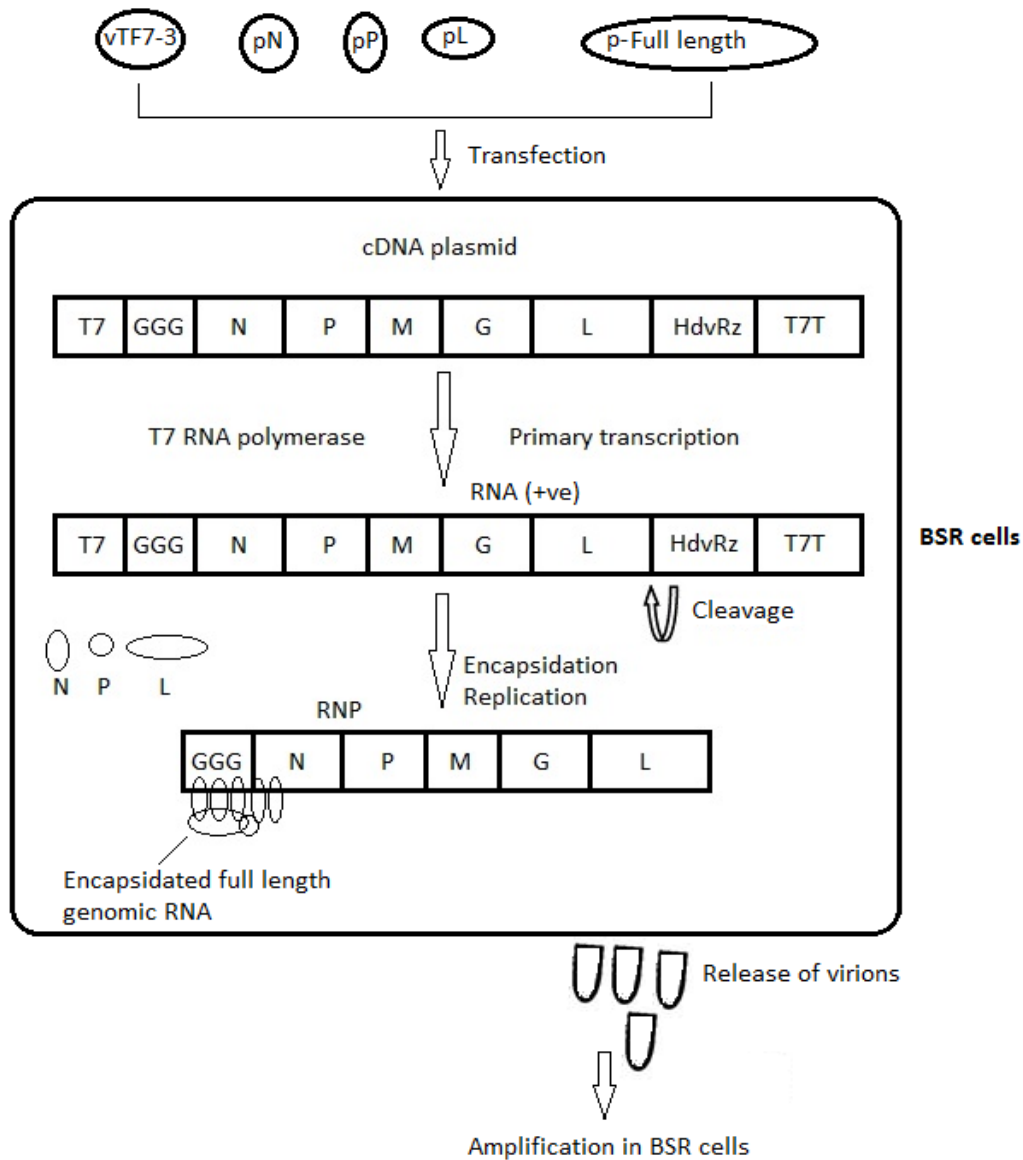 vTF7-3 pN pP pL p-Full length
Transfection
cDNA plasmid
T7 GGG N P M G L HdvRz T7T
T7 RNA polymerase Primary transcription
RNA (+ve)
T7 GGG N P M G L HdvRz T7T
BSR cells
Cleavage
N P L
Encapsidation
Replication
RNP
GGG N P M G L
Encapsidated full length
genomic RNA
Release of virions
Amplification in BSR cells